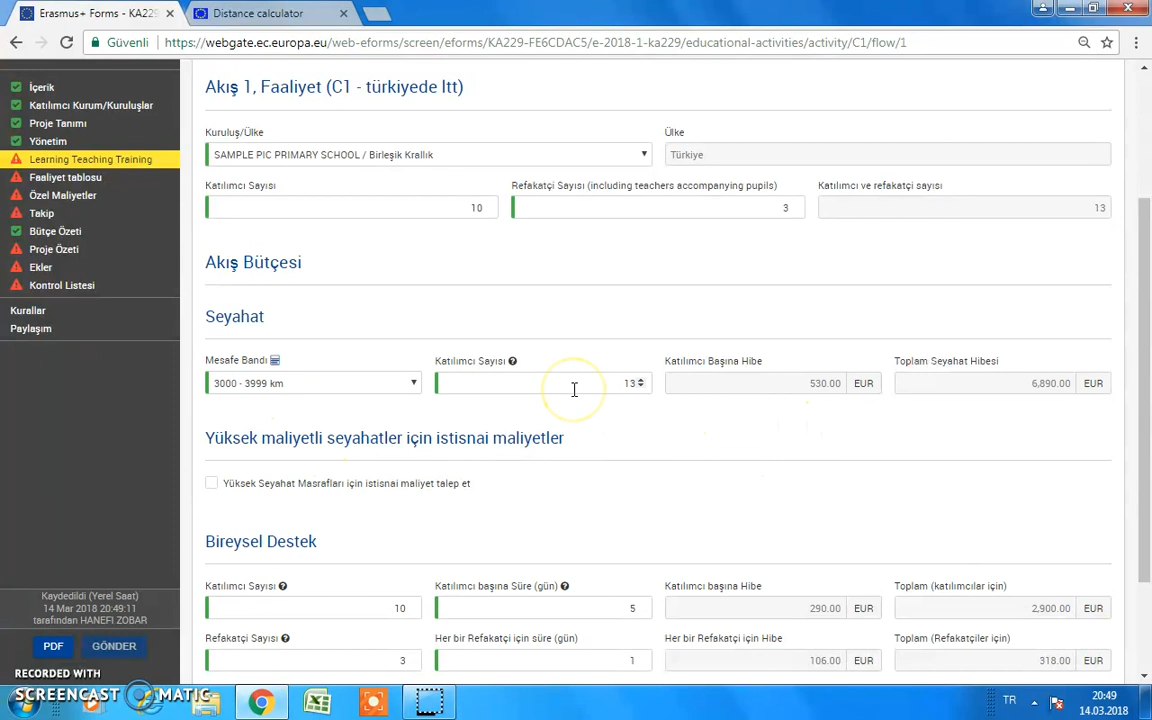 Erasmus+ Forms - KA229
Distance calculator
Güvenli
https://webgate.ec.europa.eu/web-eforms/screen/eforms/KA229-FE6CDAC5/e-2018-1-ka229/educational-activities/activity/C1/flow/1
İçerik
Katılımcı Kurum/Kuruluşlar
Proje Tanımı
Yönetim
Learning Teaching Training
Faaliyet tablosu
Özel Maliyetler
Takip
Bütçe Özeti
Proje Özeti
Ekler
Kontrol Listesi
Kurallar
Paylaşım
Kaydedildi (Yerel Saat)
14 Mar 2018 20:49:11
tarafından HANEFI ZOBAR
PDF GÖNDER
Akış 1, Faaliyet (C1 - türkiyede ltt)
Kuruluş/Ülke Ülke
SAMPLE PIC PRIMARY SCHOOL / Birleşik Krallık Türkiye
Katılımcı Sayısı Refakatçi Sayısı (including teachers accompanying pupils) Katılımcı ve refakatçi sayısı
10 3 13
Akış Bütçesi
Seyahat
Mesafe Bandı Katılımcı Sayısı Katılımcı Başına Hibe Toplam Seyahat Hibesi
3000 - 3999 km 13 530.00 EUR 6,890.00 EUR
Yüksek maliyetli seyahatler için istisnai maliyetler
Yüksek Seyahat Masrafları için istisnai maliyet talep et
Bireysel Destek
Katılımcı Sayısı Katılımcı başına Süre (gün) Katılımcı başına Hibe Toplam (katılımcılar için)
10 5 290.00 EUR 2,900.00 EUR
Refakatçi Sayısı Her bir Refakatçi için süre (gün) Her bir Refakatçi için Hibe Toplam (Refakatçiler için)
3 1 106.00 EUR 318.00 EUR
RECORDED WITH
SCREENCAST MATIC
TR
20:49
14.03.2018